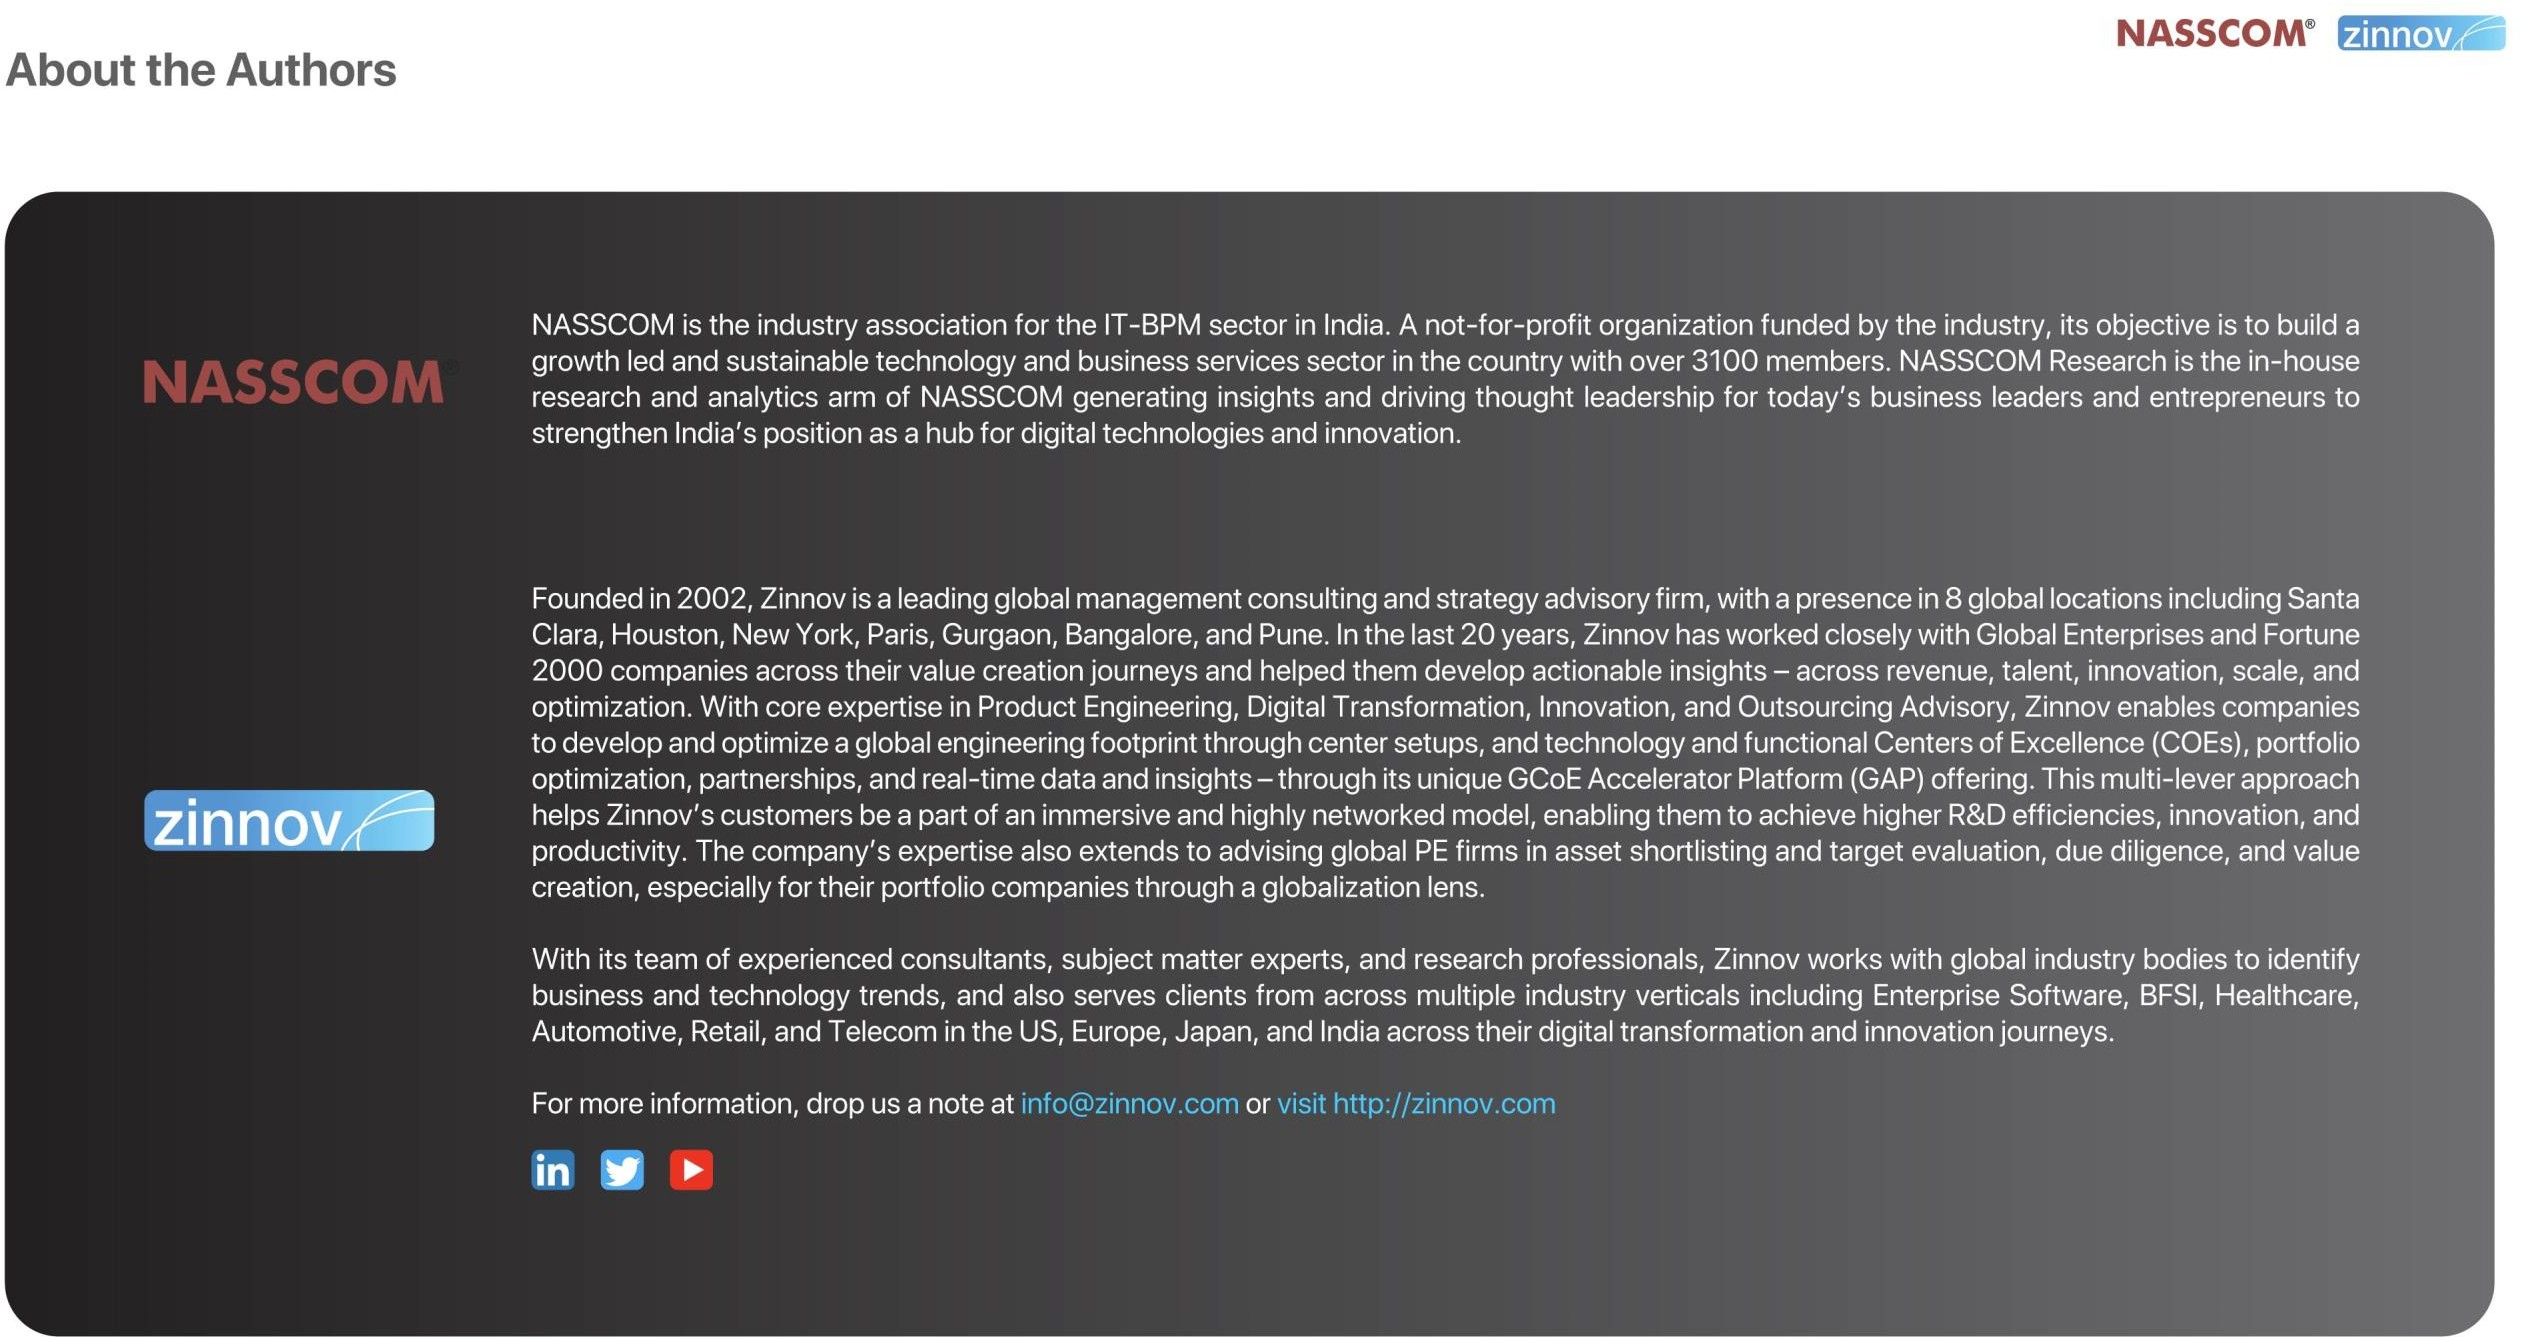 NASSCOM® zinnov
About the Authors
NASSCOM is the industry association for the IT-BPM sector in India. A not-for-profit organization funded by the industry, its objective is to build a
growth led and sustainable technology and business services sector in the country with over 3100 members. NASSCOM Research is the in-house
NASSCOM®
research and analytics arm of NASSCOM generating insights and driving thought leadership for today’s business leaders and entrepreneurs to
strengthen India’s position as a hub for digital technologies and innovation.
Founded in 2002, Zinnov is a leading global management consulting and strategy advisory firm, with a presence in 8 global locations including Santa
Clara, Houston, New York, Paris, Gurgaon, Bangalore, and Pune. In the last 20 years, Zinnov has worked closely with Global Enterprises and Fortune
2000 companies across their value creation journeys and helped them develop actionable insights – across revenue, talent, innovation, scale, and
optimization. With core expertise in Product Engineering, Digital Transformation, Innovation, and Outsourcing Advisory, Zinnov enables companies
to develop and optimize a global engineering footprint through center setups, and technology and functional Centers of Excellence (COEs), portfolio
optimization, partnerships, and real-time data and insights – through its unique GCoE Accelerator Platform (GAP) offering. This multi-lever approach
helps Zinnov’s customers be a part of an immersive and highly networked model, enabling them to achieve higher R&D efficiencies, innovation, and
zinnov
productivity. The company’s expertise also extends to advising global PE firms in asset shortlisting and target evaluation, due diligence, and value
creation, especially for their portfolio companies through a globalization lens.
With its team of experienced consultants, subject matter experts, and research professionals, Zinnov works with global industry bodies to identify
business and technology trends, and also serves clients from across multiple industry verticals including Enterprise Software, BFSI, Healthcare,
Automotive, Retail, and Telecom in the US, Europe, Japan, and India across their digital transformation and innovation journeys.
For more information, drop us a note at info@zinnov.com or visit http://zinnov.com
in